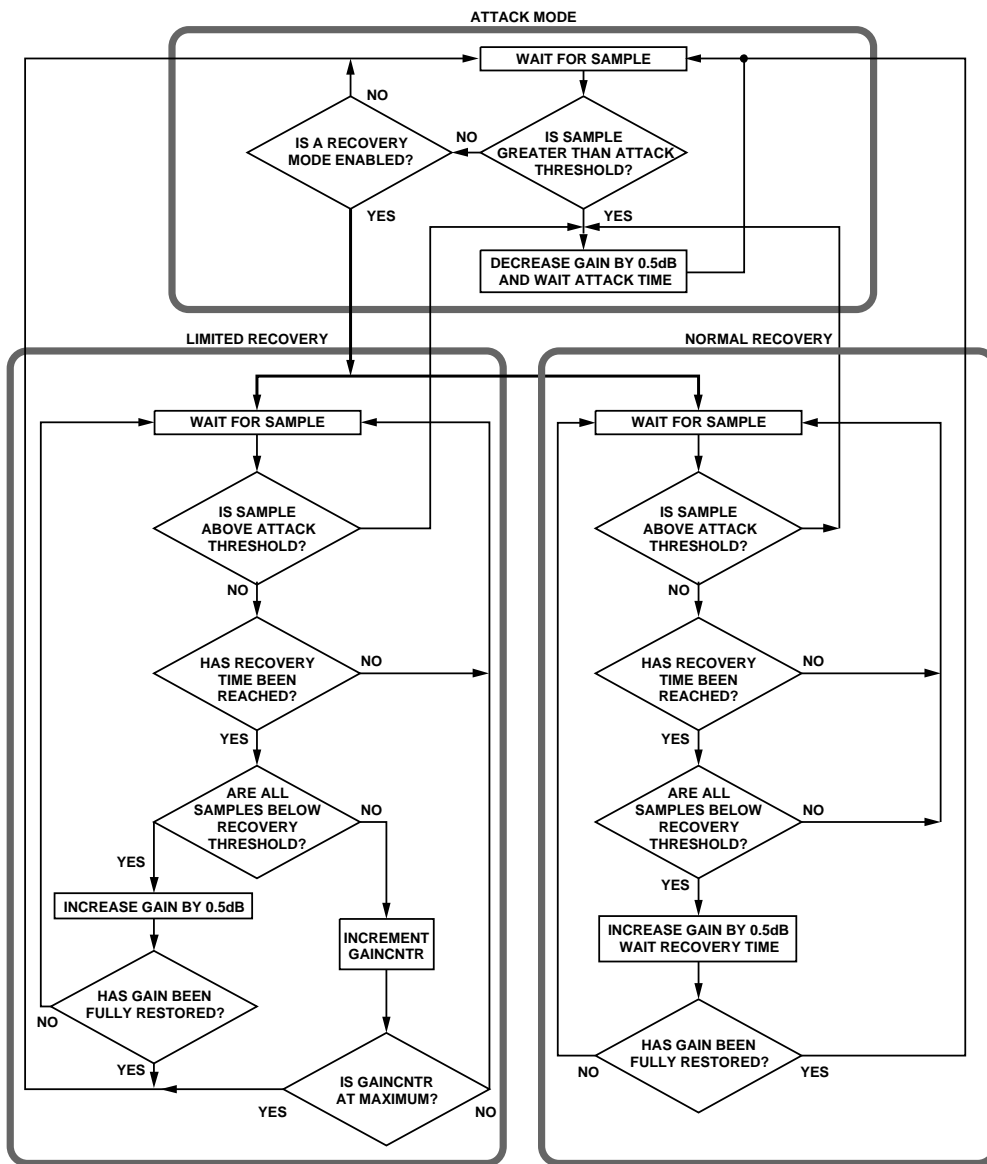 ATTACK MODE
WAIT FOR SAMPLE
NO
IS A RECOVERY
MODE ENABLED?
NO
IS SAMPLE
GREATER THAN ATTACK
THRESHOLD?
YES
YES
DECREASE GAIN BY 0.5dB
AND WAIT ATTACK TIME
LIMITED RECOVERY
WAIT FOR SAMPLE
IS SAMPLE
ABOVE ATTACK
THRESHOLD?
NO
HAS RECOVERY
TIME BEEN
REACHED?
NO
YES
ARE ALL
SAMPLES BELOW
RECOVERY
THRESHOLD?
NO
YES
INCREASE GAIN BY 0.5dB
INCREMENT
GAINCNTR
HAS GAIN BEEN
FULLY RESTORED?
NO
YES
IS GAINCNTR
AT MAXIMUM?
YES
NO
NORMAL RECOVERY
WAIT FOR SAMPLE
IS SAMPLE
ABOVE ATTACK
THRESHOLD?
NO
HAS RECOVERY
TIME BEEN
REACHED?
NO
YES
ARE ALL
SAMPLES BELOW
RECOVERY
THRESHOLD?
NO
YES
INCREASE GAIN BY 0.5dB
WAIT RECOVERY TIME
HAS GAIN BEEN
FULLY RESTORED?
NO
YES